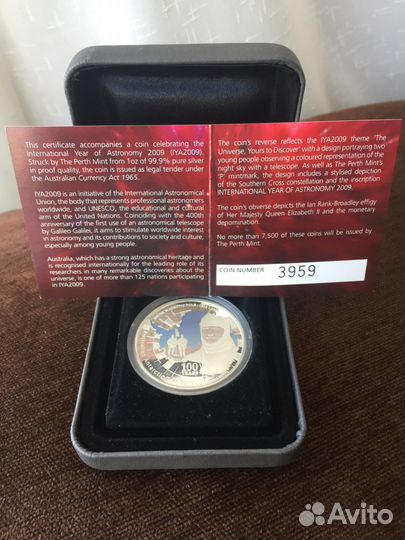 This certificate accompanies a coin celebrating the
International Year of Astronomy 2009 (IYA2009).
Struck by The Perth Mint from 1oz of 99.9% pure silver
in proof quality, the coin is issued as legal tender under
the Australian Currency Act 1965.
IYA2009 is an initiative of the International Astronomical
Union, the body that represents professional astronomers
worldwide, and UNESCO, the educational and cultural
arm of the United Nations. Coinciding with the 400th
anniversary of the first use of an astronomical telescope
by Galileo Galilei, it aims to stimulate worldwide interest
in astronomy and its contributions to society and culture,
especially among young people.
Australia, which has a strong astronomical heritage and
is recognised internationally for the leading role of its
researchers in many remarkable discoveries about the
universe, is one of more than 125 nations participating
in IYA2009.
The coin's reverse reflects the IYA2009 theme 'The
Universe, Yours to Discover' with a design portraying two
young people observing a coloured representation of the
night sky with a telescope. As well as The Perth Mint's
'P' mintmark, the design includes a stylised depiction
of the Southern Cross constellation and the inscription
INTERNATIONAL YEAR OF ASTRONOMY 2009.
The coin's obverse depicts the Ian Rank-Broadley effigy
of Her Majesty Queen Elizabeth II and the monetary
denomination.
No more than 7,500 of these coins will be issued by
The Perth Mint.
COIN NUMBER 3959
100
YEARS
Avito